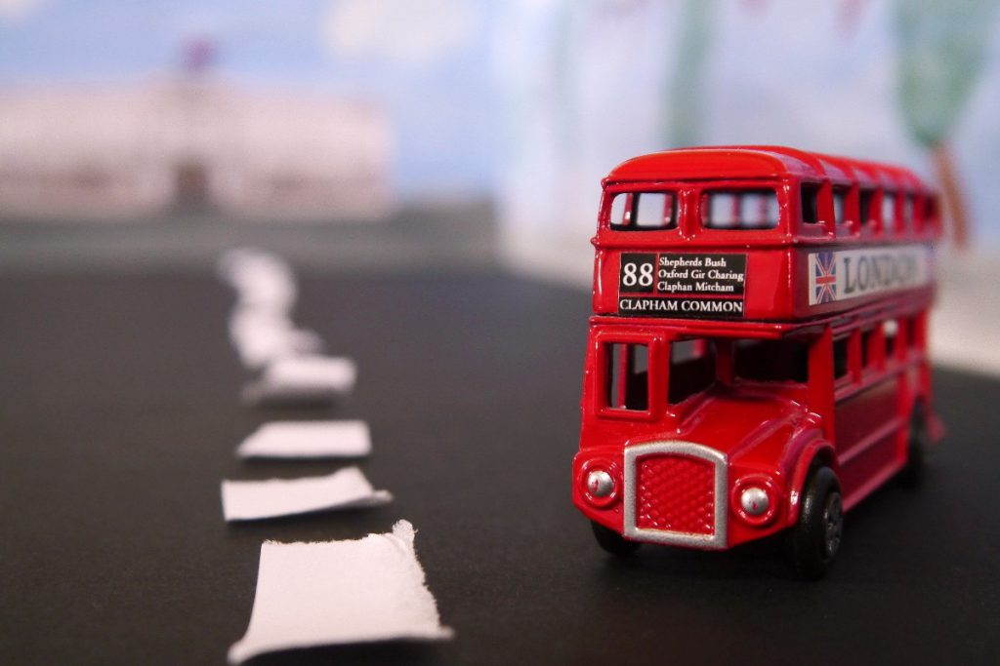 88
Shepherds Bush
Oxford Gir Charing
Claphan Mitcham
CLAPHAM COMMON
LONDON